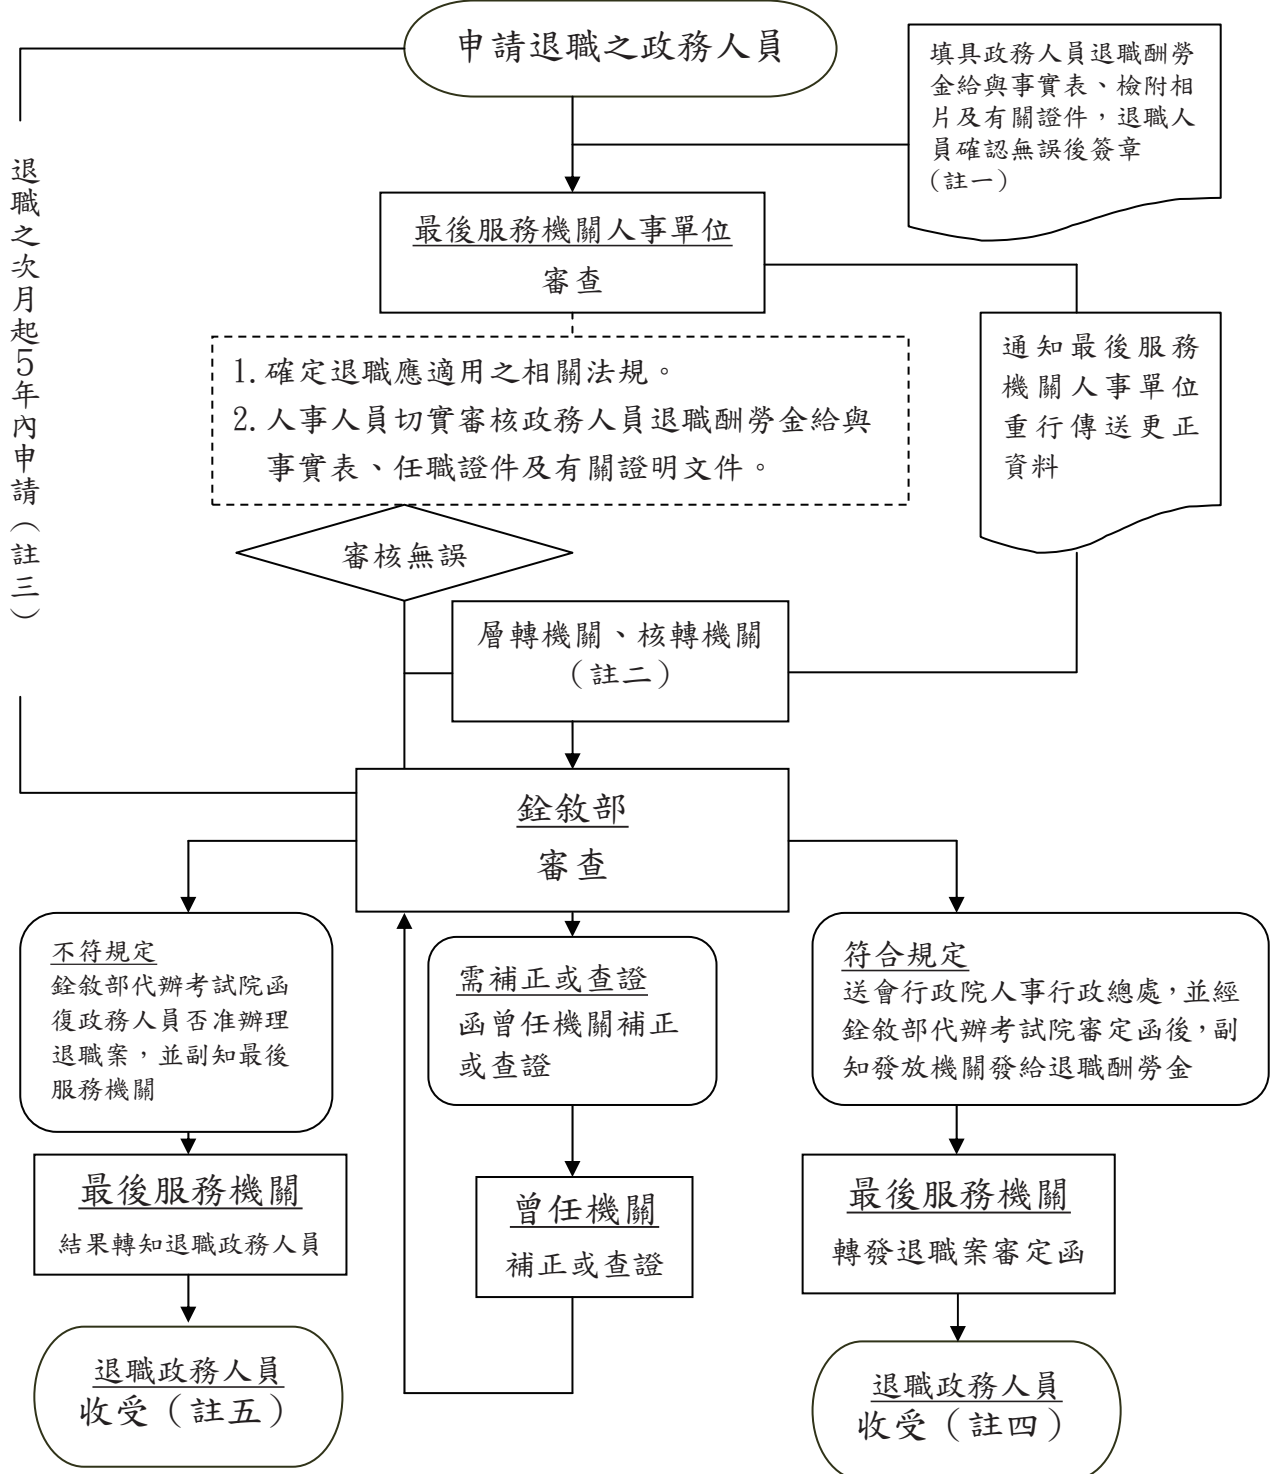 申請退職之政務人員
填具政務人員退職酬勞
金給與事實表、檢附相
片及有關證件，退職人
員確認無誤後簽章
(註一)
退職之次月起5年內申請（註三）
最後服務機關人事單位
審查
1.確定退職應適用之相關法規。
2.人事人員切實審核政務人員退職酬勞金給與
事實表、任職證件及有關證明文件。
通知最後服務
機關人事單位
重行傳送更正
資料
審核無誤
層轉機關、核轉機關
（註二）
銓敘部
審查
不符規定
銓敘部代辦考試院函
復政務人員否准辦理
退職案，並副知最後
服務機關
需補正或查證
函曾任機關補正
或查證
符合規定
送會行政院人事行政總處，並經
銓敘部代辦考試院審定函後，副
知發放機關發給退職酬勞金
最後服務機關
結果轉知退職政務人員
曾任機關
補正或查證
最後服務機關
轉發退職案審定函
退職政務人員
收受（註五）
退職政務人員
收受（註四）